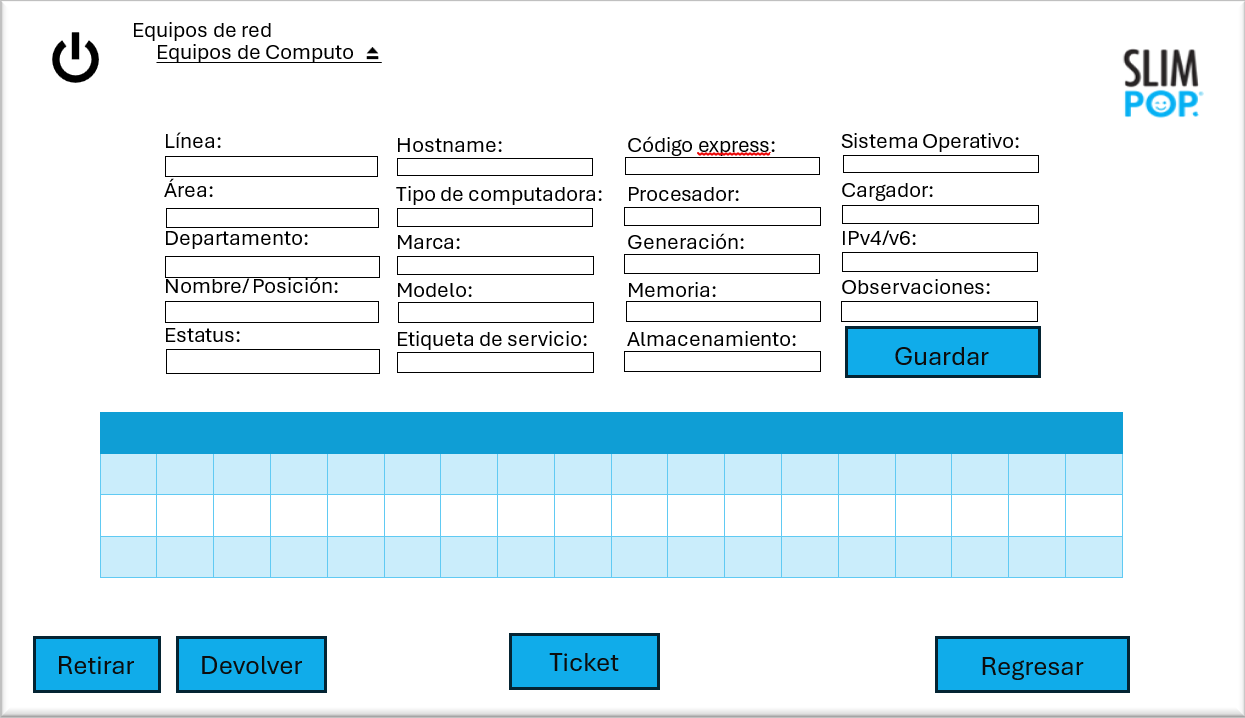 Equipos de red
Equipos de Computo
SLIM
POP.
Línea:
Hostname:
Código express:
Sistema Operativo:
Área:
Tipo de computadora:
Procesador:
Cargador:
Departamento:
Marca:
Generación:
IPv4/v6:
Nombre/Posición:
Modelo:
Memoria:
Observaciones:
Estatus:
Etiqueta de servicio:
Almacenamiento:
Guardar
Retirar
Devolver
Ticket
Regresar